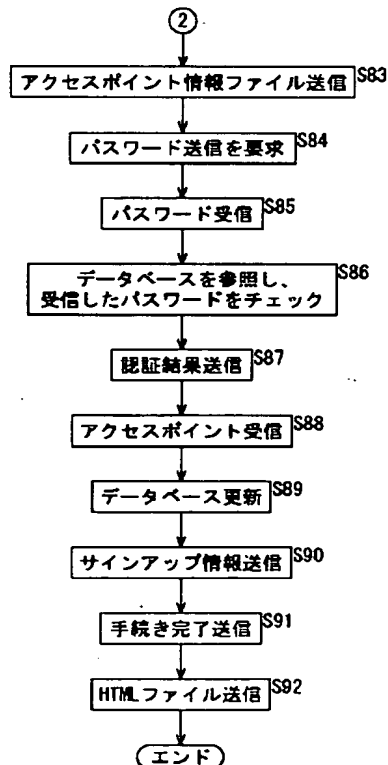 2
アクセスポイント情報ファイル送信 S83
パスワード送信を要求 S84
パスワード受信 S85
データベースを参照し、 S86
受信したパスワードをチェック
認証結果送信 S87
アクセスポイント受信 S88
データベース更新 S89
サインアップ情報送信 S90
手続き完了送信 S91
HTMLファイル送信 S92
エンド